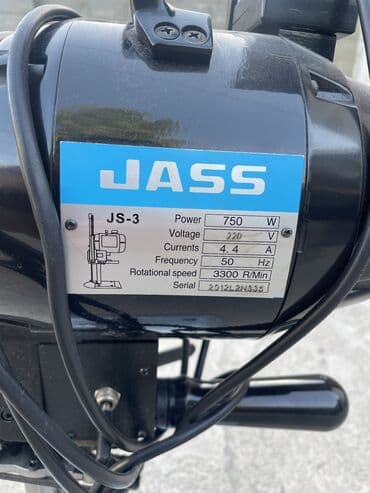 JASS
JS-3
Power 750 W
Voltage 220 V
Currents 4.4 A
Frequency 50 Hz
Rotational speed 3300 R/Min
Serial